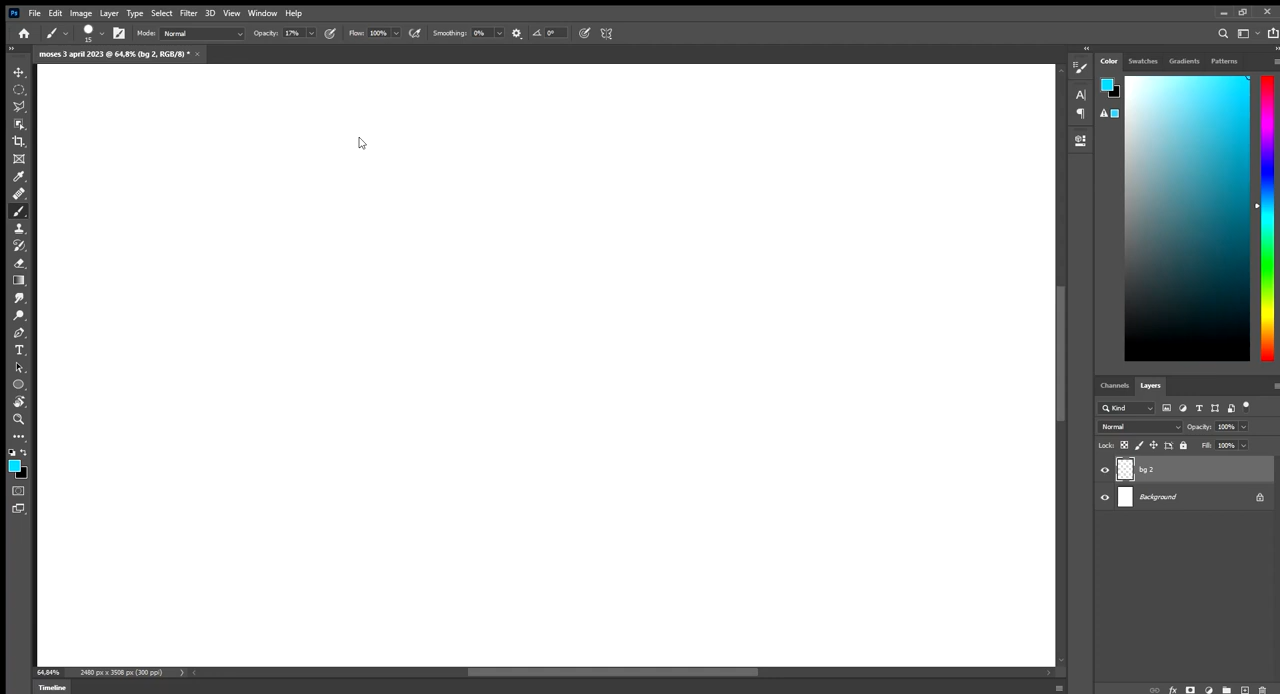 Ps File Edit Image Layer Type Select Filter 3D View Window Help
15 Mode: Normal Opacity: 17% Flow: 100% Smoothing: 0% 0°
moses 3 april 2023 @ 64,8% (bg 2, RGB/8) * ×
Color Swatches Gradients Patterns
Channels Layers
Kind
Normal Opacity: 100%
Lock: Fill: 100%
bg 2
Background
64,84% 2480 px x 3508 px (300 ppi)
Timeline